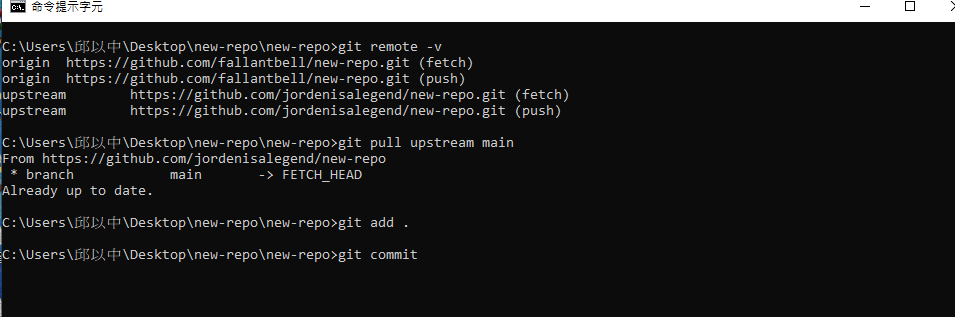 命令提示字元
C:\Users\邱以中\Desktop\new-repo\new-repo>git remote -v
origin  https://github.com/fallantbell/new-repo.git (fetch)
origin  https://github.com/fallantbell/new-repo.git (push)
upstream        https://github.com/jordenisalegend/new-repo.git (fetch)
upstream        https://github.com/jordenisalegend/new-repo.git (push)
C:\Users\邱以中\Desktop\new-repo\new-repo>git pull upstream main
From https://github.com/jordenisalegend/new-repo
 * branch            main       -> FETCH_HEAD
Already up to date.
C:\Users\邱以中\Desktop\new-repo\new-repo>git add .
C:\Users\邱以中\Desktop\new-repo\new-repo>git commit